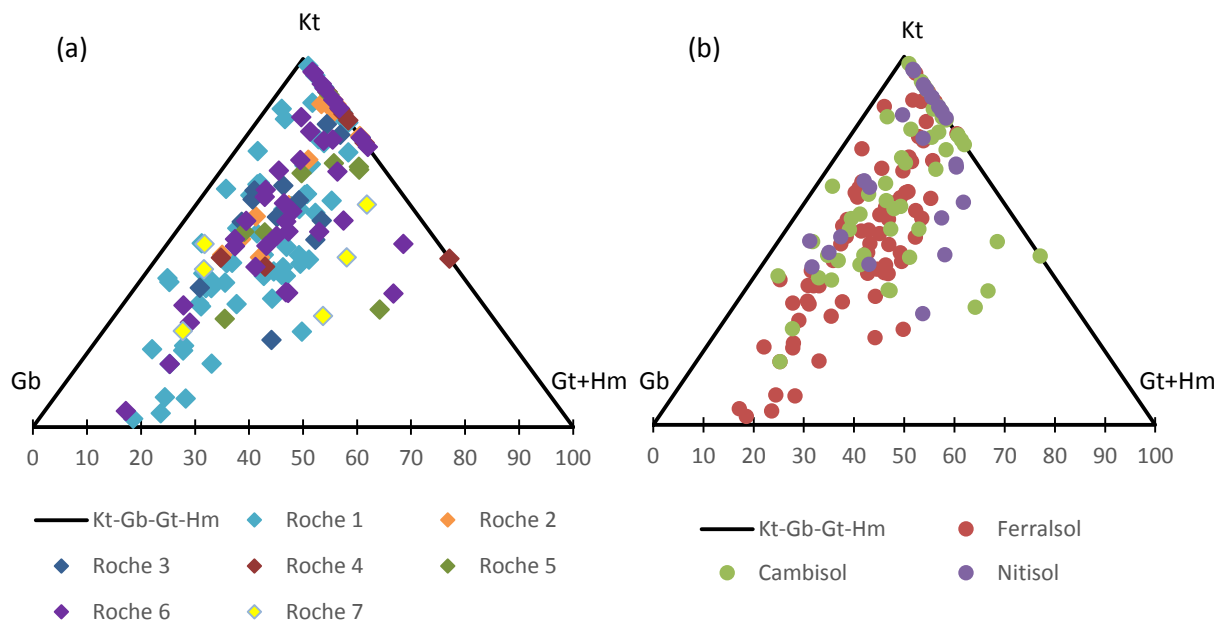 (a)
Kt
Gb
Gt+Hm
0 10 20 30 40 50 60 70 80 90 100
Kt-Gb-Gt-Hm
Roche 1
Roche 2
Roche 3
Roche 4
Roche 5
Roche 6
Roche 7
(b)
Kt
Gb
Gt+Hm
0 10 20 30 40 50 60 70 80 90 100
Kt-Gb-Gt-Hm
Ferralsol
Cambisol
Nitisol